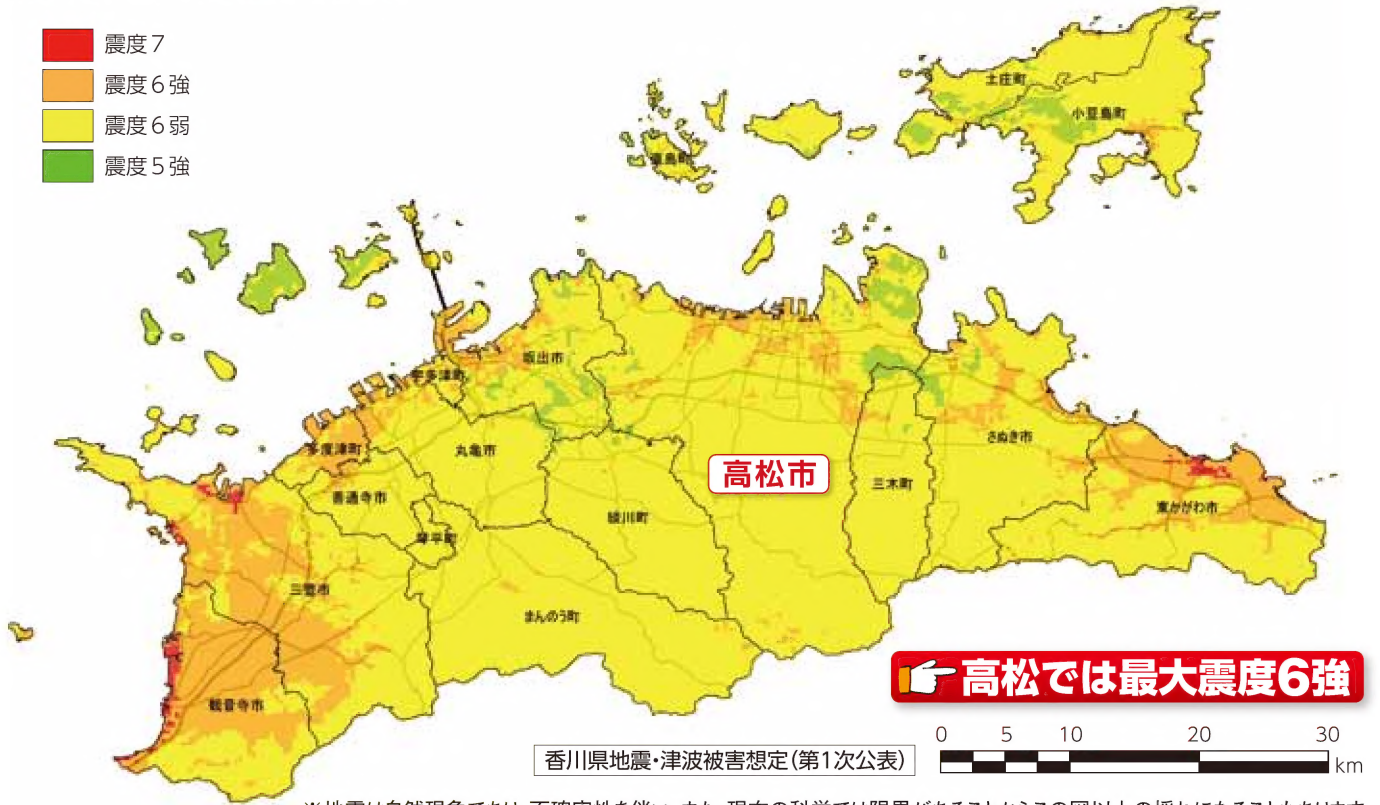 震度7
震度6強
震度6弱
震度5強
土庄町
小豆島町
直島町
坂出市
宇多津町
多度津町
丸亀市
善通寺市
琴平町
綾川町
高松市
三木町
さぬき市
東かがわ市
三豊市
まんのう町
観音寺市
高松では最大震度6強
香川県地震・津波被害想定(第1次公表)
0 5 10 20 30
km